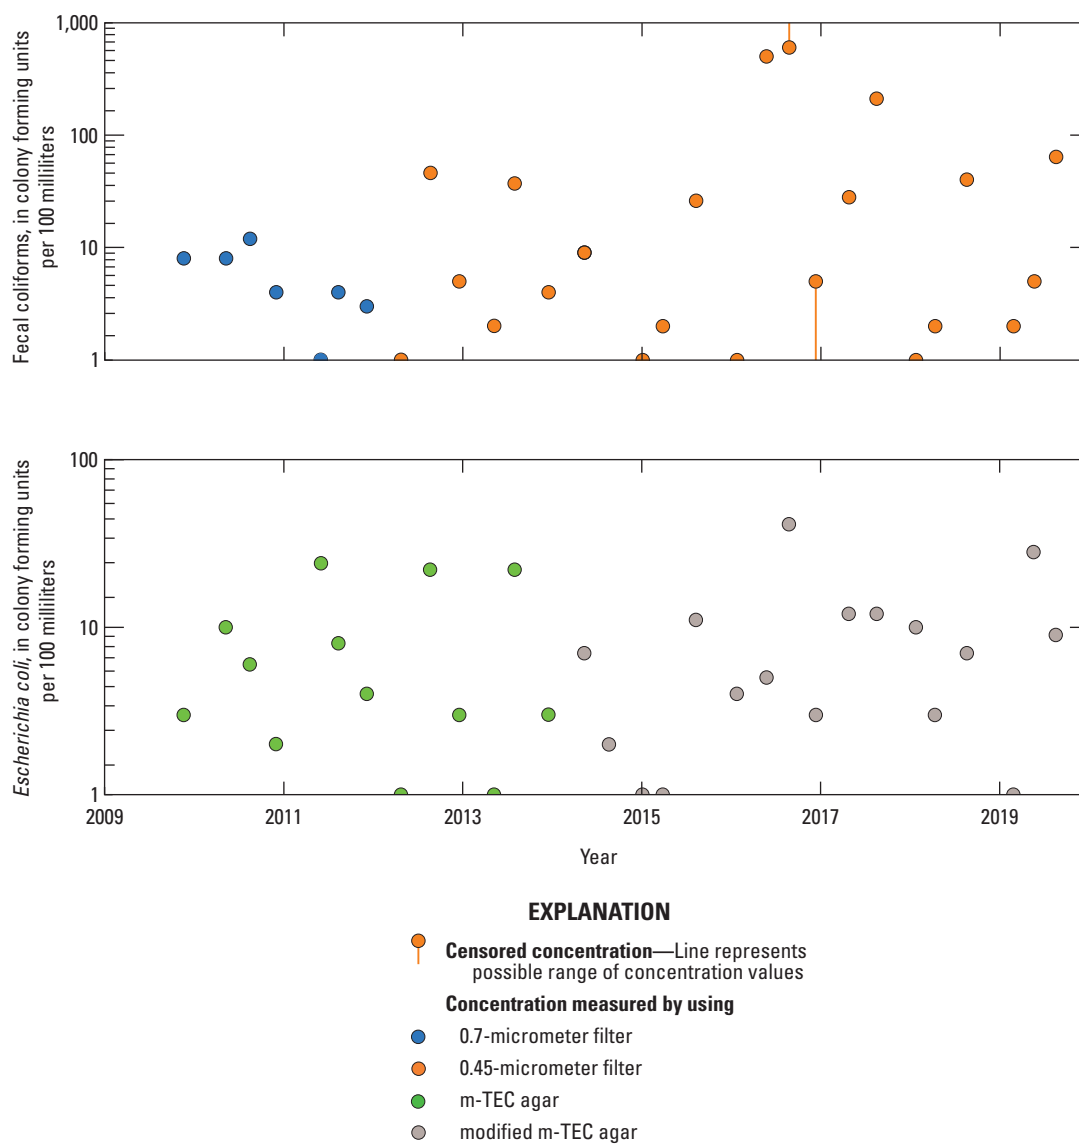 1,000
100
10
1
Fecal coliforms, in colony forming units
per 100 milliliters
100
10
1
Escherichia coli, in colony forming units
per 100 milliliters
2009 2011 2013 2015 2017 2019
Year
EXPLANATION
Censored concentration—Line represents
possible range of concentration values
Concentration measured by using
0.7-micrometer filter
0.45-micrometer filter
m-TEC agar
modified m-TEC agar